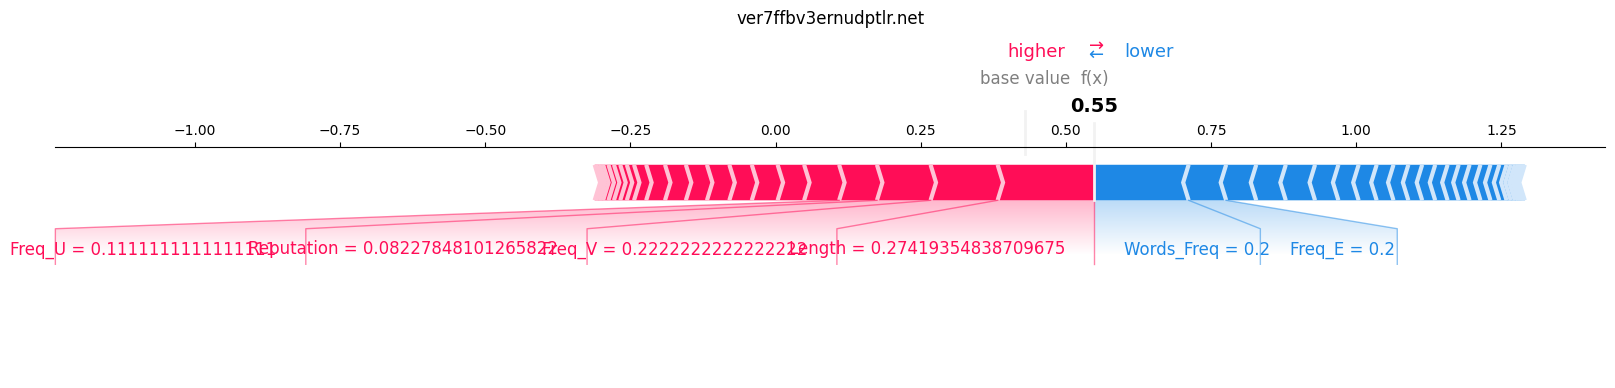 ver7ffbv3ernudptlr.net
higher ⇄ lower
base value f(x)
0.55
−1.00 −0.75 −0.50 −0.25 0.00 0.25 0.50 0.75 1.00 1.25
Freq_U = 0.1111111111111111 Reputation = 0.08227848101265822 Freq_V = 0.2222222222222222 Length = 0.27419354838709675 Words_Freq = 0.2 Freq_E = 0.2